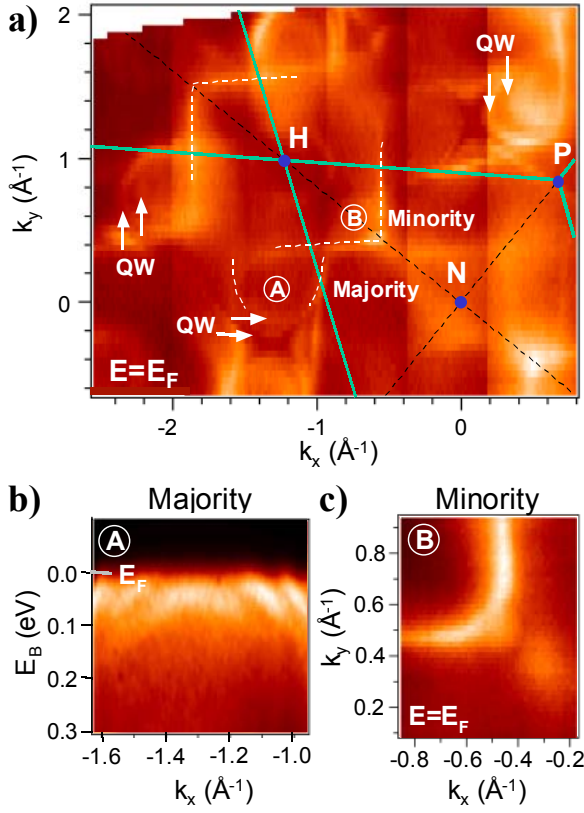 a)
2
1
0
k_y (Å⁻¹)
QW
H
P
B Minority
N
QW
A
Majority
QW
E=E_F
-2
-1
0
k_x (Å⁻¹)
b) Majority
A
E_F
0.0
0.1
0.2
0.3
E_B (eV)
-1.6
-1.4
-1.2
-1.0
k_x (Å⁻¹)
c) Minority
B
0.8
0.6
0.4
0.2
k_y (Å⁻¹)
E=E_F
-0.8
-0.6
-0.4
-0.2
k_x (Å⁻¹)